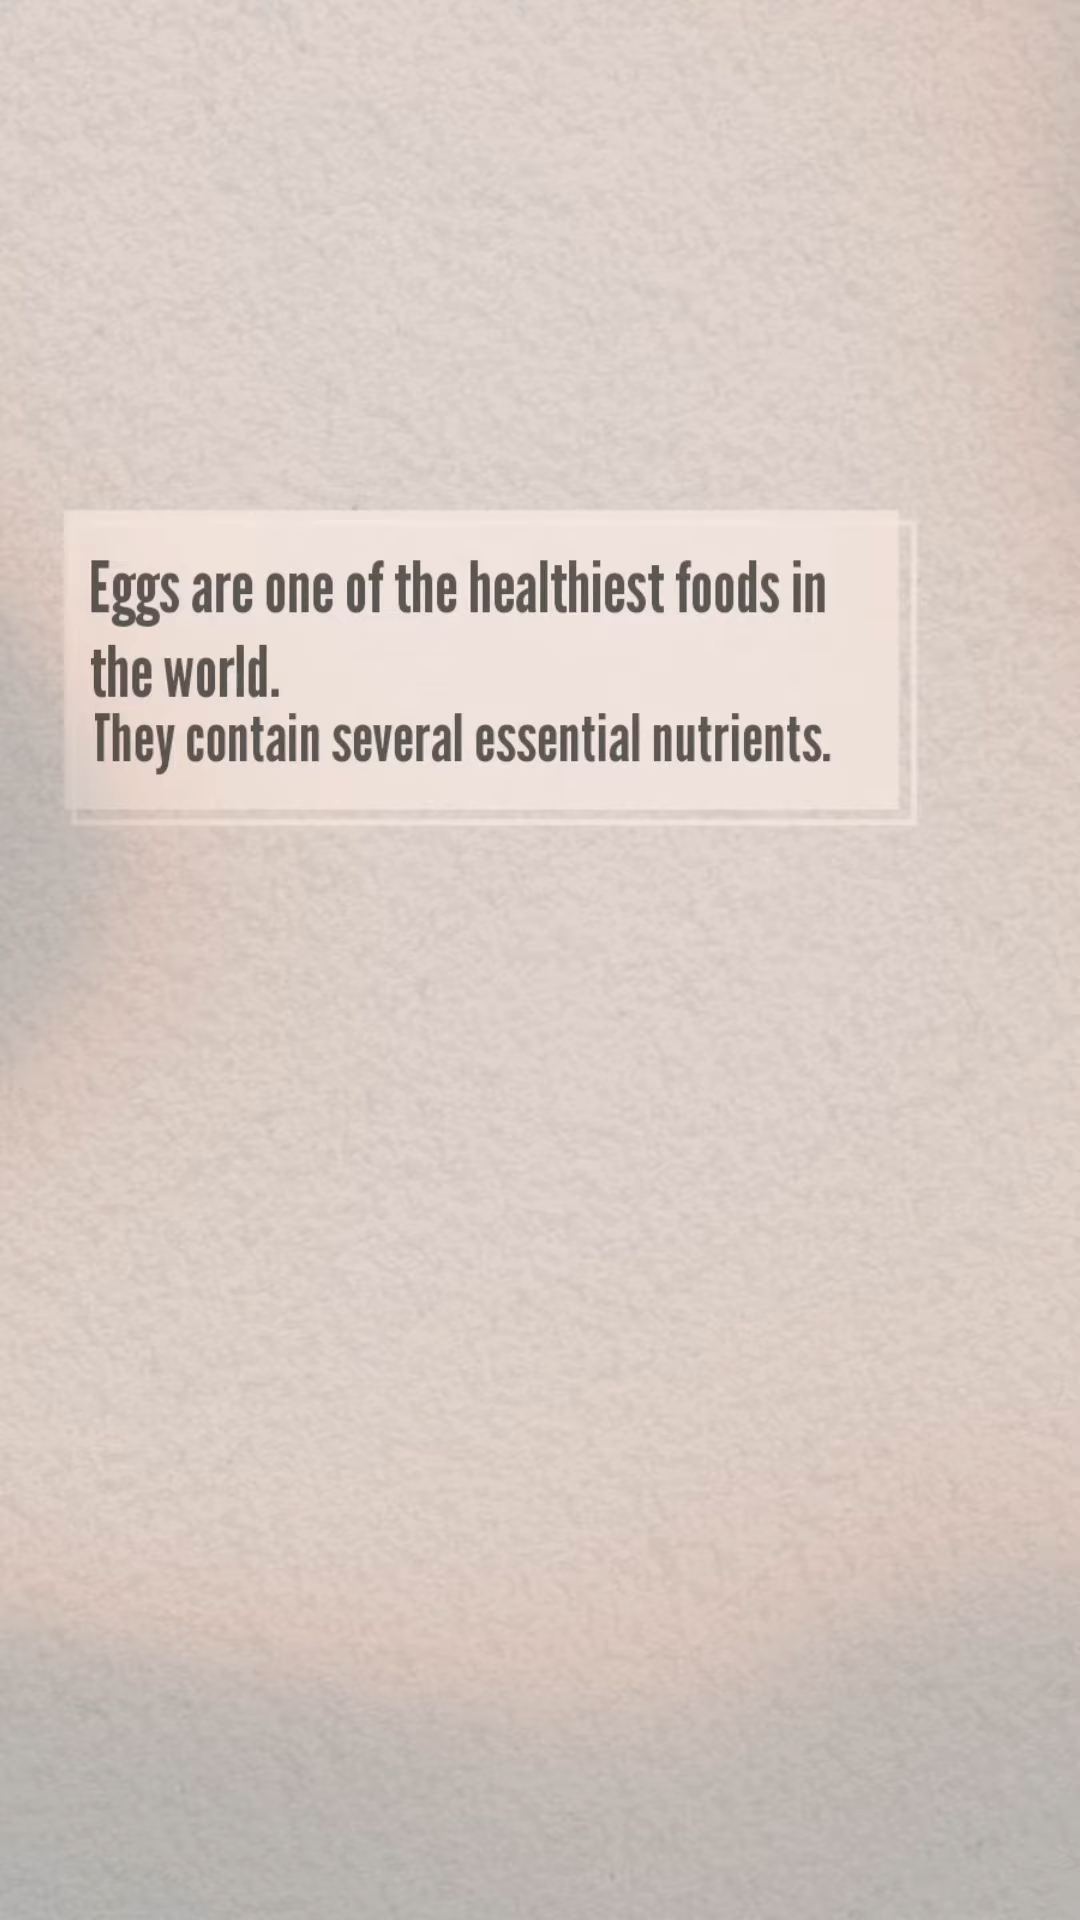 Eggs are one of the healthiest foods in
the world.
They contain several essential nutrients.